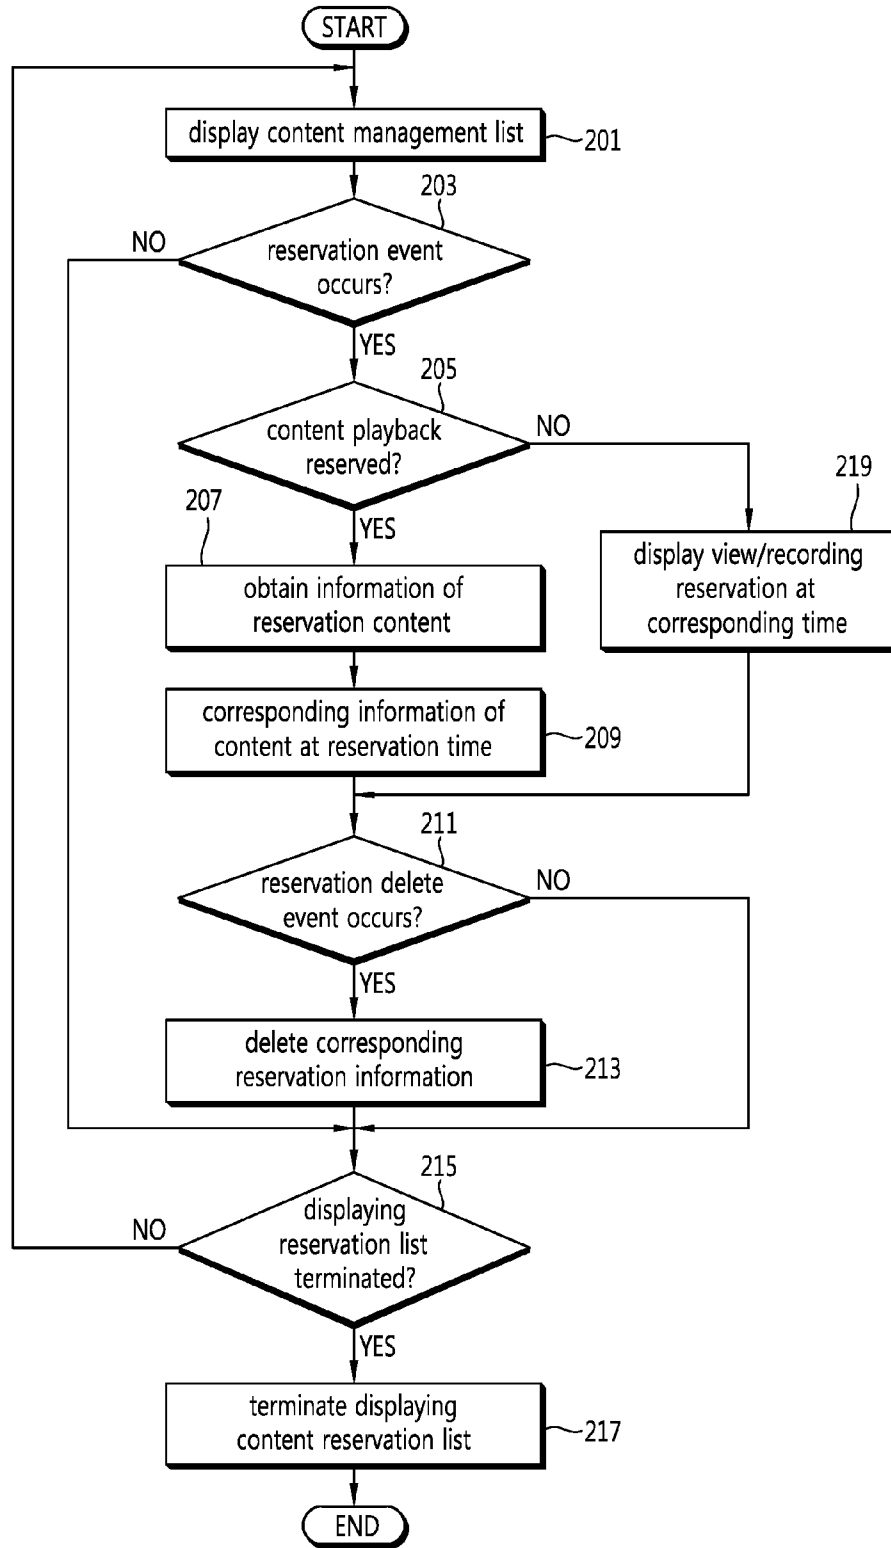 START
display content management list
201
203
NO
reservation event
occurs?
YES
205
content playback
reserved?
NO
YES
207
219
obtain information of
reservation content
display view/recording
reservation at
corresponding time
corresponding information of
content at reservation time
209
211
reservation delete
event occurs?
NO
YES
delete corresponding
reservation information
213
215
displaying
reservation list
terminated?
NO
YES
terminate displaying
content reservation list
217
END